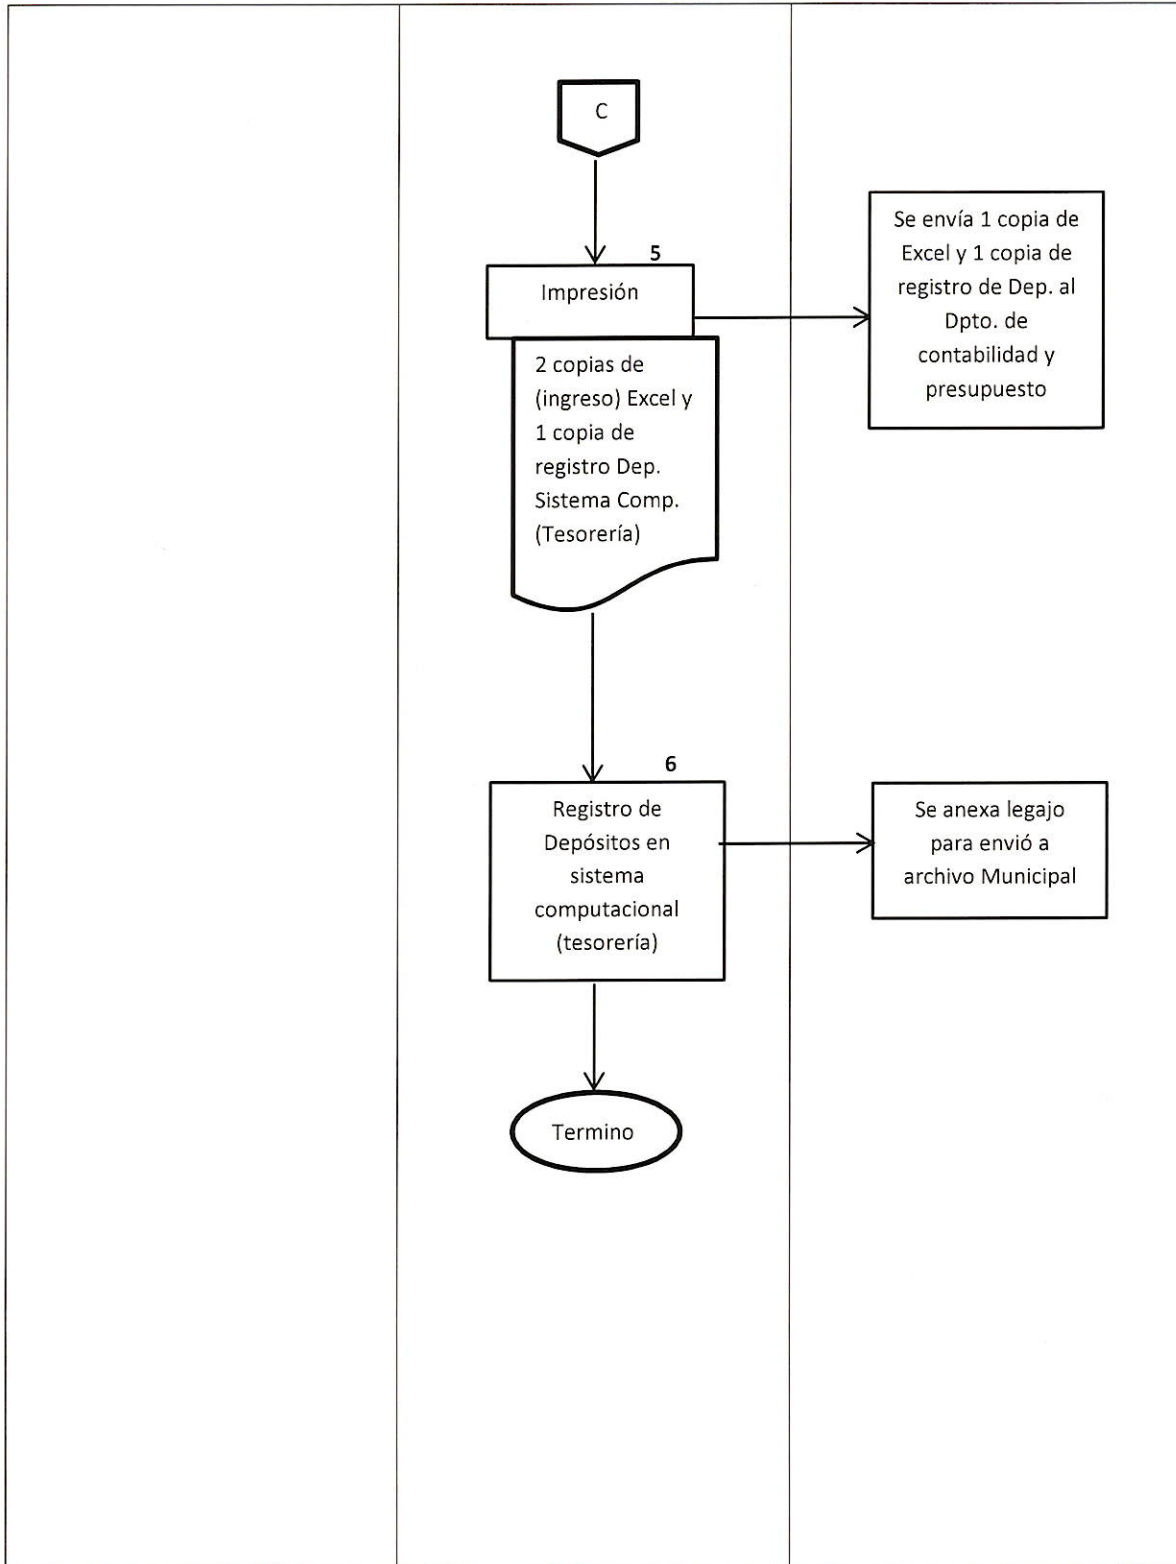 C
5
Impresión
Se envía 1 copia de
Excel y 1 copia de
registro de Dep. al
Dpto. de
contabilidad y
presupuesto
2 copias de
(ingreso) Excel y
1 copia de
registro Dep.
Sistema Comp.
(Tesorería)
6
Registro de
Depósitos en
sistema
computacional
(tesorería)
Se anexa legajo
para envió a
archivo Municipal
Termino